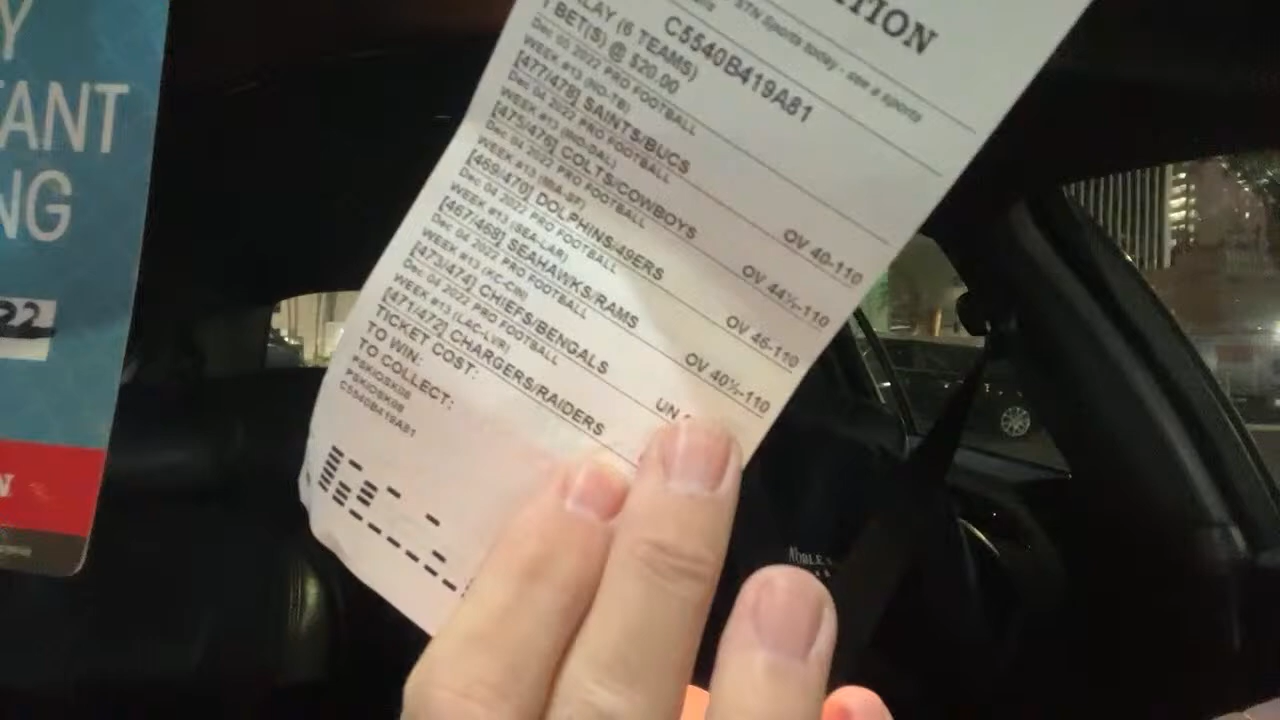 Y
TANT
NG
22
N
TION
STN Sports today - see a sports
C5540B419A81
LAY (6 TEAMS)
1 BET(S) @ $20.00
Dec 05 2022 PRO FOOTBALL
WEEK #13 (NO-TB)
[477/478] SAINTS/BUCS OV 40-110
Dec 04 2022 PRO FOOTBALL
WEEK #13 (IND-DAL)
[475/476] COLTS/COWBOYS OV 44½-110
Dec 04 2022 PRO FOOTBALL
WEEK #13 (MIA-SF)
[469/470] DOLPHINS/49ERS OV 46-110
Dec 04 2022 PRO FOOTBALL
WEEK #13 (SEA-LAR)
[467/468] SEAHAWKS/RAMS OV 40½-110
Dec 04 2022 PRO FOOTBALL
WEEK #13 (KC-CIN)
[473/474] CHIEFS/BENGALS UN
Dec 04 2022 PRO FOOTBALL
WEEK #13 (LAC-LVR)
[471/472] CHARGERS/RAIDERS
TICKET COST:
TO WIN:
TO COLLECT:
PSKIOSK08
PSKIOSK08
C5540B419A81
NOBLE